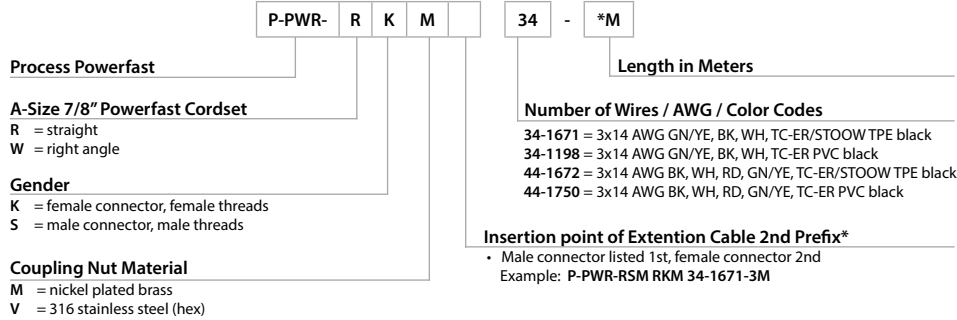 P-PWR- R K M 34 - *M
Process Powerfast
Length in Meters
A-Size 7/8” Powerfast Cordset
R = straight
W = right angle
Number of Wires / AWG / Color Codes
34-1671 = 3x14 AWG GN/YE, BK, WH, TC-ER/STOOW TPE black
34-1198 = 3x14 AWG GN/YE, BK, WH, TC-ER PVC black
44-1672 = 3x14 AWG BK, WH, RD, GN/YE, TC-ER/STOOW TPE black
44-1750 = 3x14 AWG BK, WH, RD, GN/YE, TC-ER PVC black
Gender
K = female connector, female threads
S = male connector, male threads
Insertion point of Extention Cable 2nd Prefix*
• Male connector listed 1st, female connector 2nd
Example: P-PWR-RSM RKM 34-1671-3M
Coupling Nut Material
M = nickel plated brass
V = 316 stainless steel (hex)